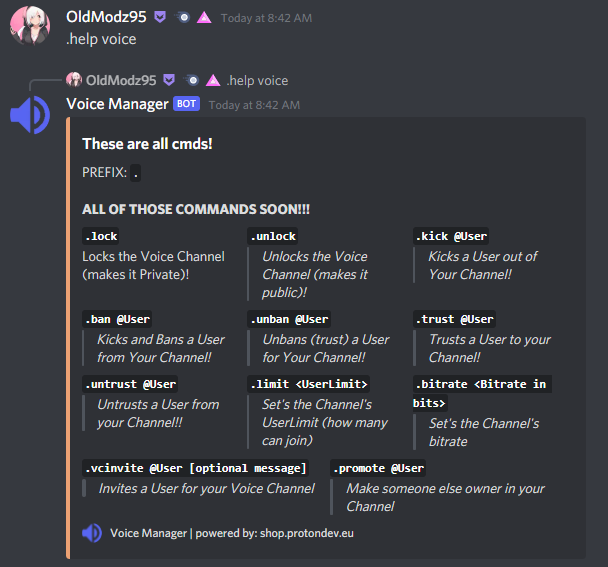 OldModz95 Today at 8:42 AM
.help voice
OldModz95 .help voice
Voice Manager BOT Today at 8:42 AM
These are all cmds!
PREFIX: .
ALL OF THOSE COMMANDS SOON!!!
.lock
Locks the Voice Channel
(makes it Private)!
.unlock
Unlocks the Voice
Channel (makes it
public)!
.kick @User
Kicks a User out of
Your Channel!
.ban @User
Kicks and Bans a User
from Your Channel!
.unban @User
Unbans (trust) a User
for Your Channel!
.trust @User
Trusts a User to your
Channel!
.untrust @User
Untrusts a User from
your Channel!!
.limit <UserLimit>
Set's the Channel's
UserLimit (how many
can join)
.bitrate <Bitrate in
bits>
Set's the Channel's
bitrate
.vcinvite @User [optional message]
Invites a User for your Voice Channel
.promote @User
Make someone else owner in your
Channel
Voice Manager | powered by: shop.protondev.eu